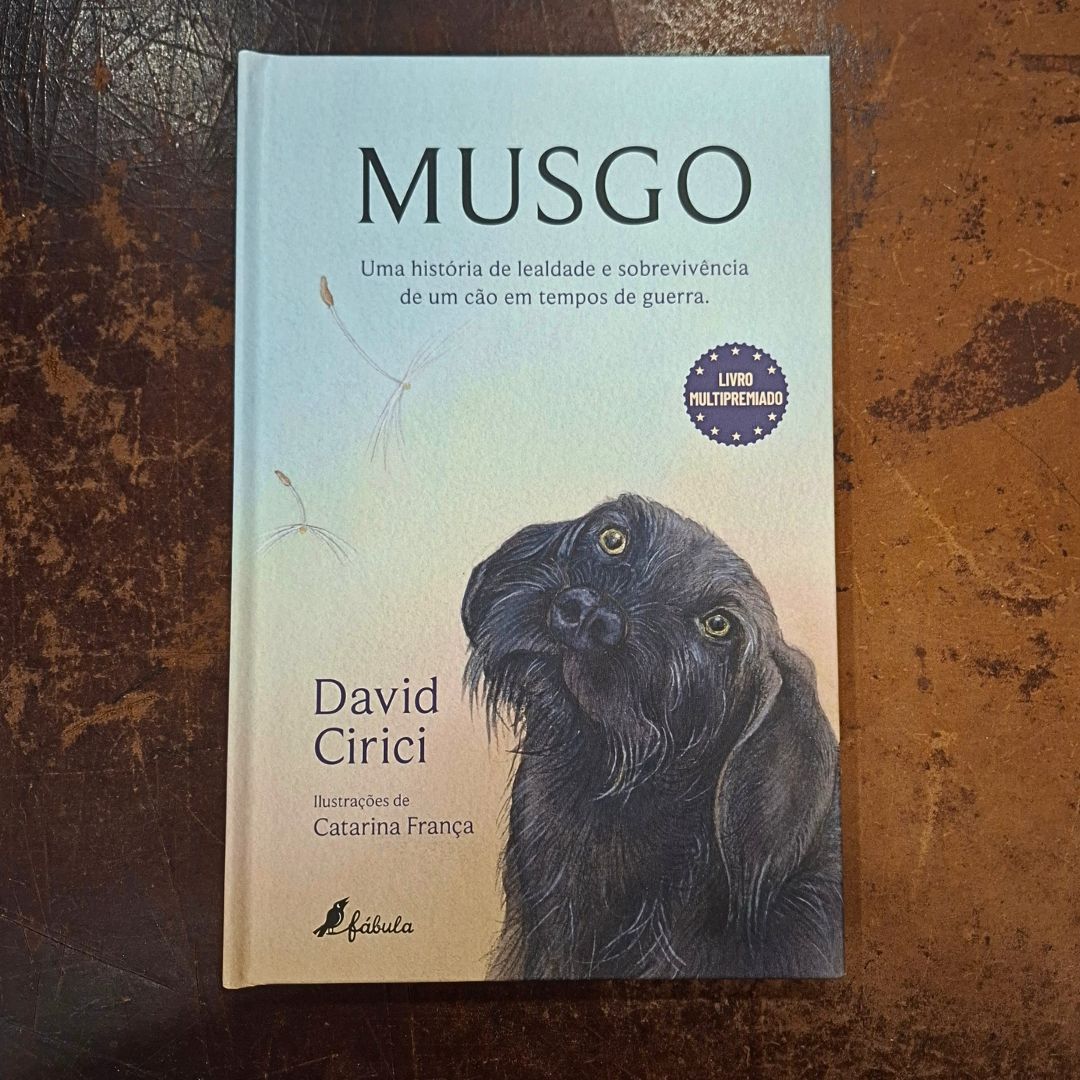 MUSGO
Uma história de lealdade e sobrevivência
de um cão em tempos de guerra.
LIVRO
MULTIPREMIADO
David
Cirici
Ilustrações de
Catarina França
fábula